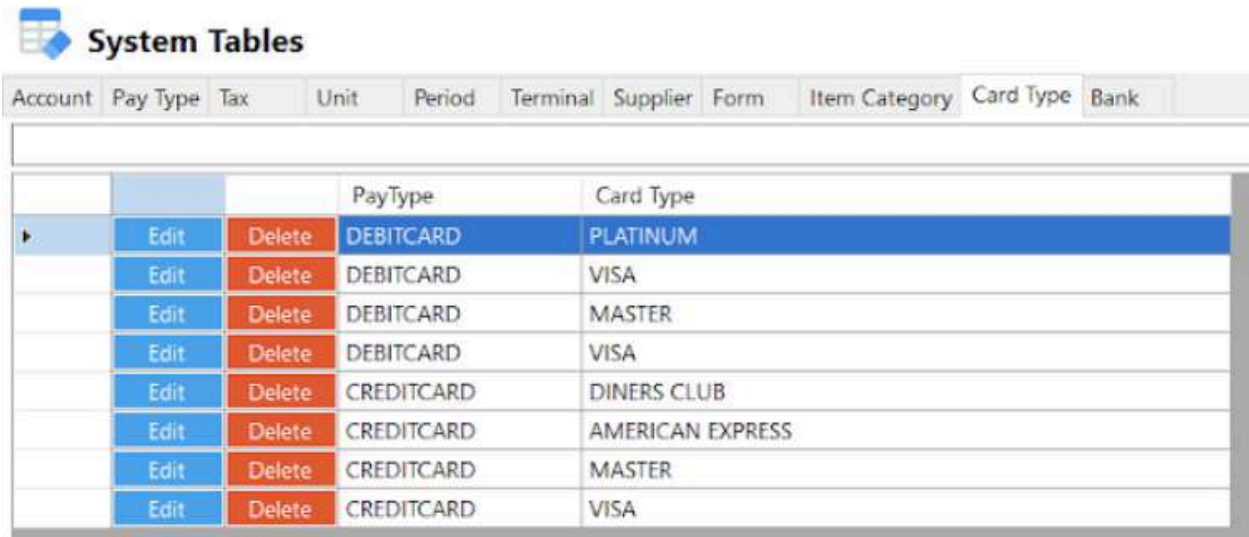 System Tables
Account Pay Type Tax Unit Period Terminal Supplier Form Item Category Card Type Bank
PayType Card Type
Edit Delete DEBITCARD PLATINUM
Edit Delete DEBITCARD VISA
Edit Delete DEBITCARD MASTER
Edit Delete DEBITCARD VISA
Edit Delete CREDITCARD DINERS CLUB
Edit Delete CREDITCARD AMERICAN EXPRESS
Edit Delete CREDITCARD MASTER
Edit Delete CREDITCARD VISA